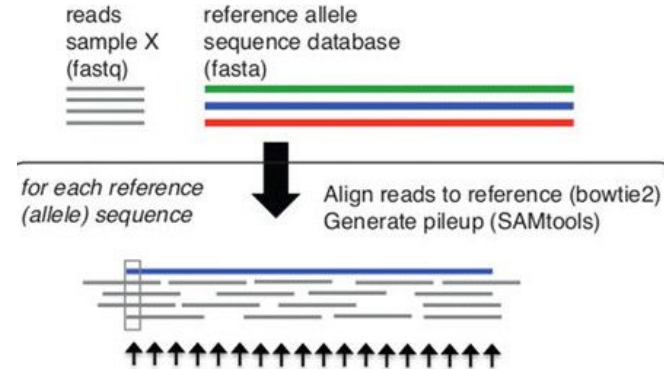 reads
sample X
(fastq)
reference allele
sequence database
(fasta)
for each reference
(allele) sequence
Align reads to reference (bowtie2)
Generate pileup (SAMtools)